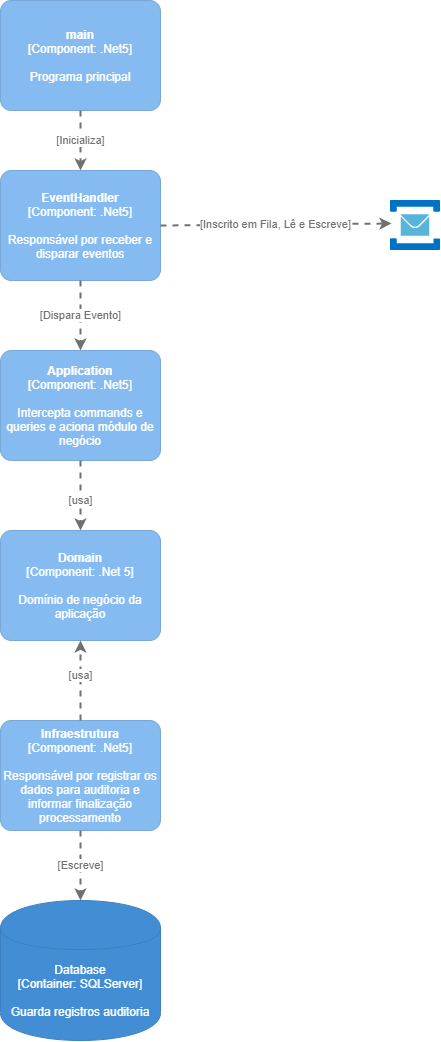 main
[Component: .Net5]
Programa principal
[Inicializa]
EventHandler
[Component: .Net5]
Responsável por receber e
disparar eventos
[Inscrito em Fila, Lê e Escreve]
[Dispara Evento]
Application
[Component: .Net5]
Intercepta commands e
queries e aciona módulo de
negócio
[usa]
Domain
[Component: .Net 5]
Domínio de negócio da
aplicação
[usa]
Infraestrutura
[Component: .Net5]
Responsável por registrar os
dados para auditoria e
informar finalização
processamento
[Escreve]
Database
[Container: SQLServer]
Guarda registros auditoria